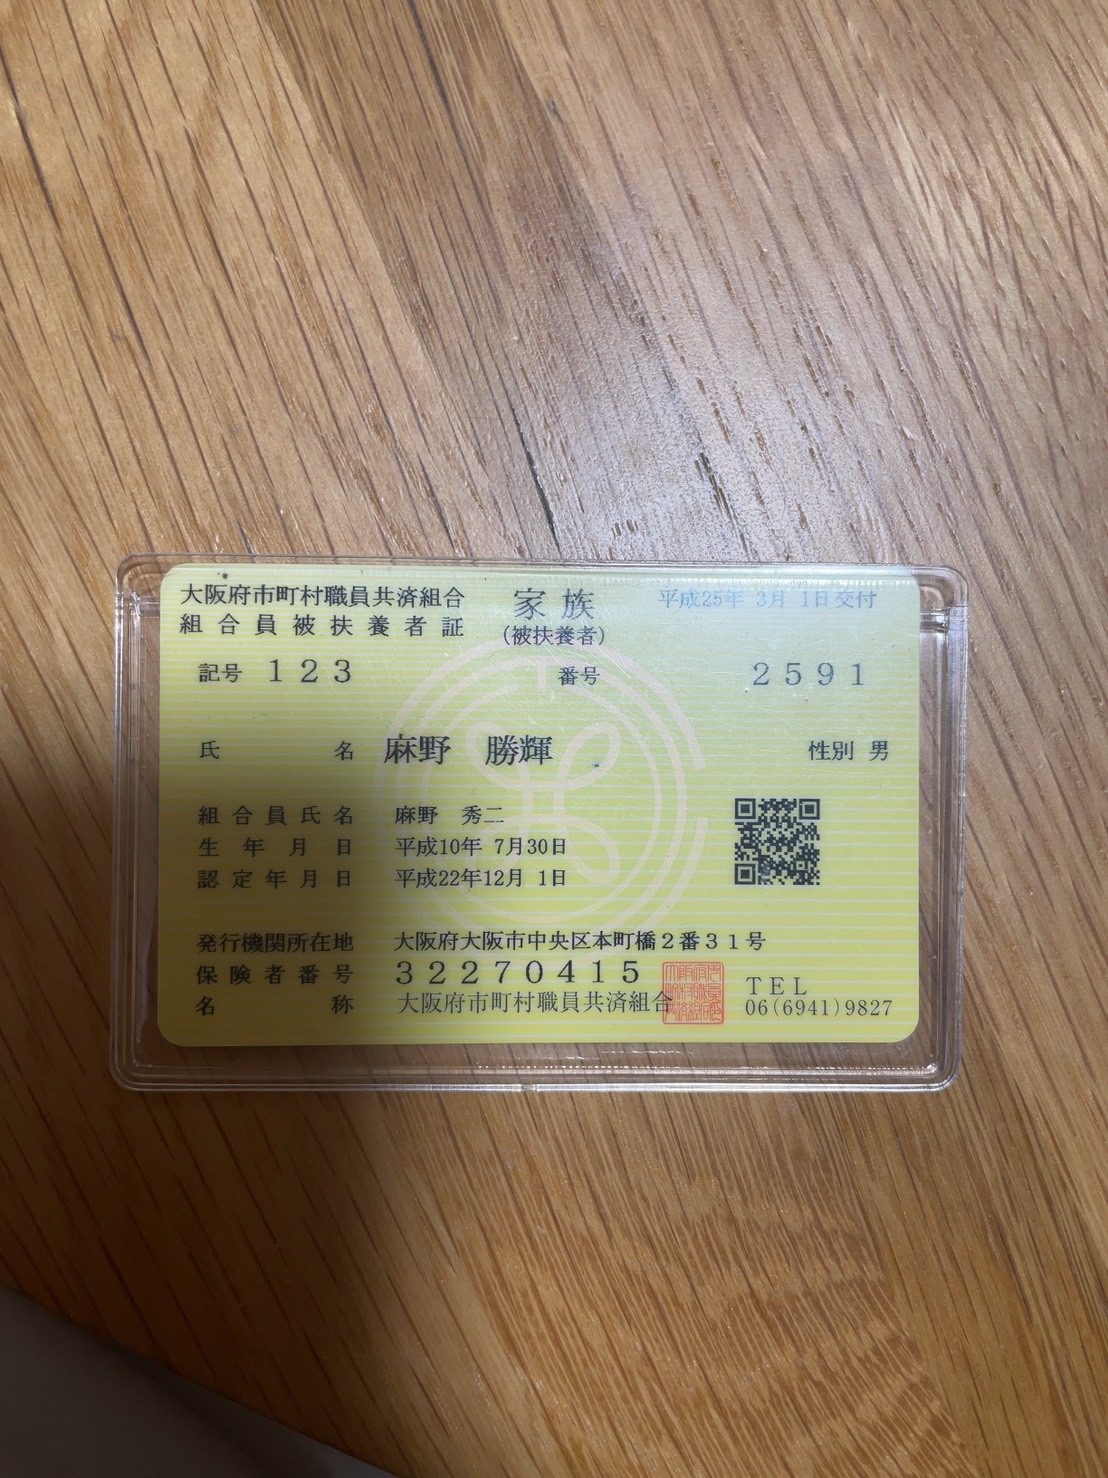 大阪府市町村職員共済組合
組合員被扶養者証
家族
(被扶養者)
平成25年 3月 1日交付
記号 123
番号 2591
氏名 麻野 勝輝
性別 男
組合員氏名 麻野 秀二
生年月日 平成10年 7月30日
認定年月日 平成22年12月 1日
発行機関所在地 大阪府大阪市中央区本町橋2番31号
保険者番号 32270415
名称 大阪府市町村職員共済組合
TEL
06(6941)9827